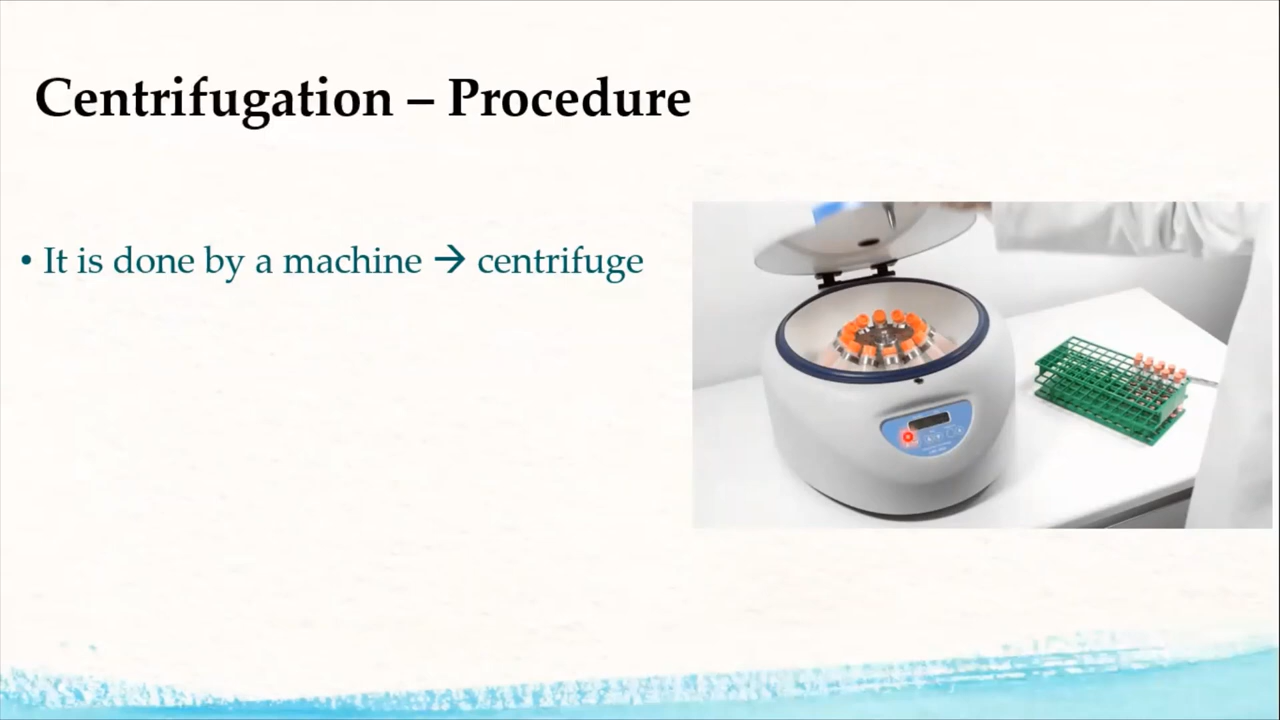 Centrifugation – Procedure
• It is done by a machine → centrifuge